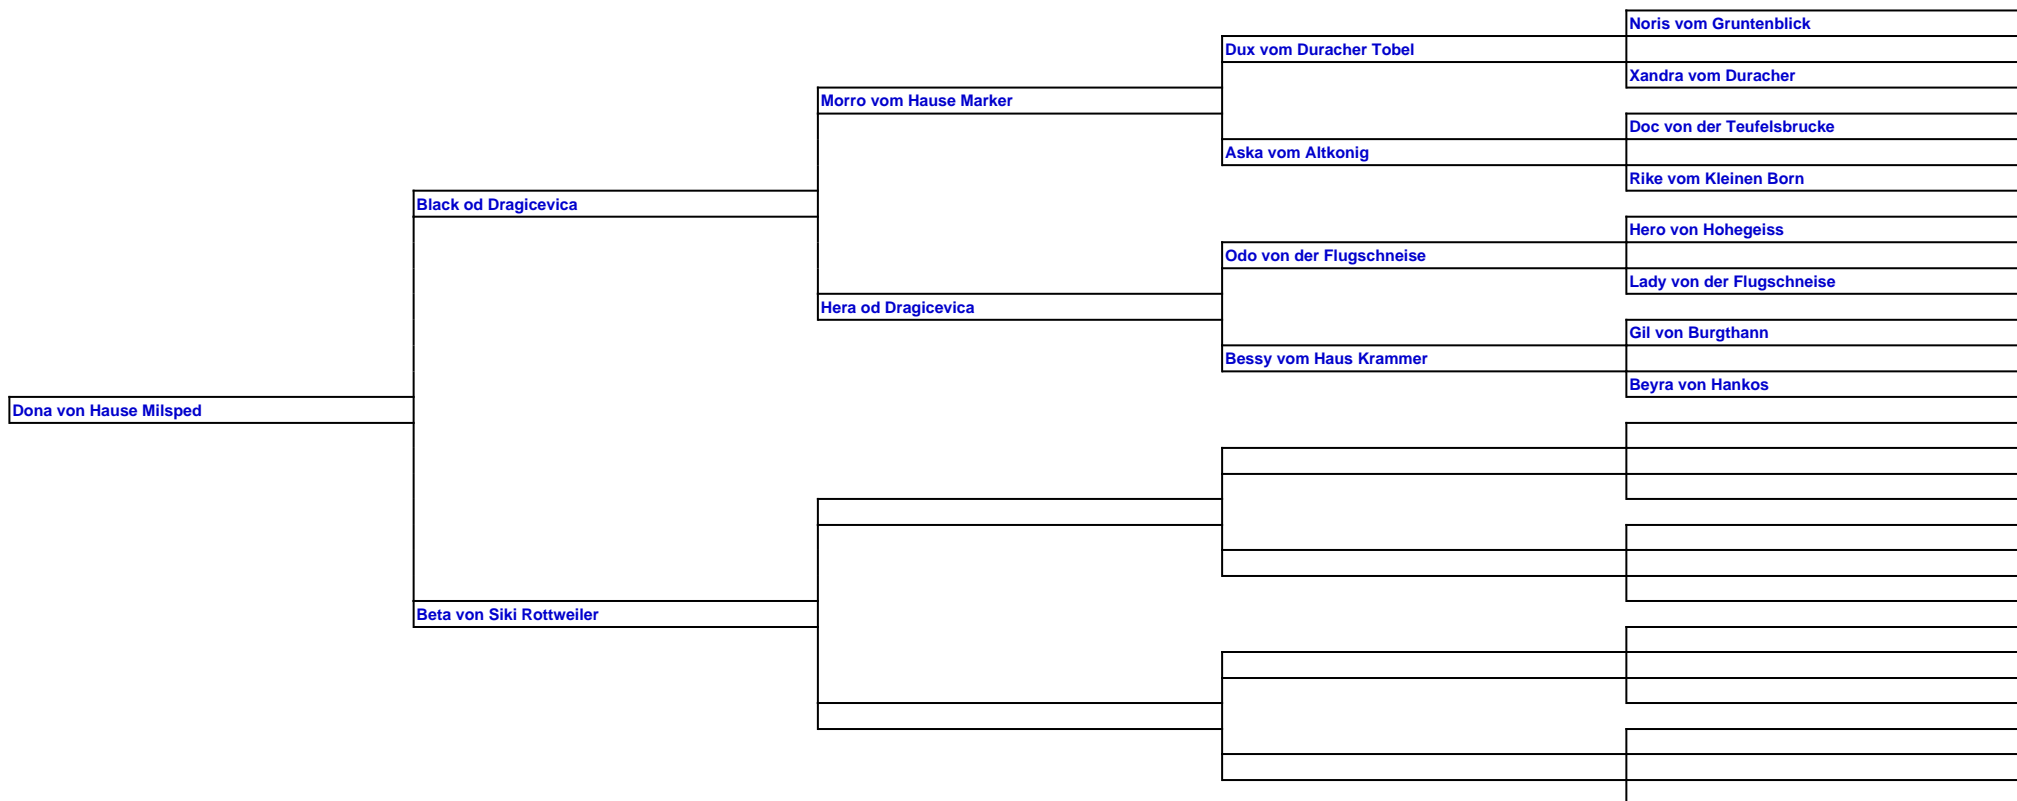 Noris vom Gruntenblick
Dux vom Duracher Tobel
Xandra vom Duracher
Morro vom Hause Marker
Doc von der Teufelsbrucke
Aska vom Altkonig
Rike vom Kleinen Born
Black od Dragicevica
Hero von Hohegeiss
Odo von der Flugschneise
Lady von der Flugschneise
Hera od Dragicevica
Gil von Burgthann
Bessy vom Haus Krammer
Beyra von Hankos
Dona von Hause Milsped
Beta von Siki Rottweiler